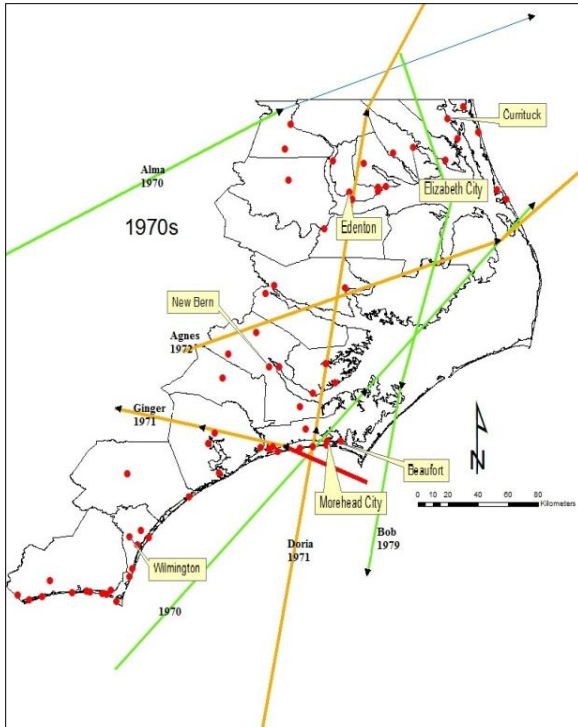 Currituck
Alma
1970
Elizabeth City
1970s
Edenton
New Bern
Agnes
1972
Ginger
1971
N
Beaufort
Morehead City
0 10 20 40 60 80
Kilometers
Bob
1979
Doria
1971
Wilmington
1970